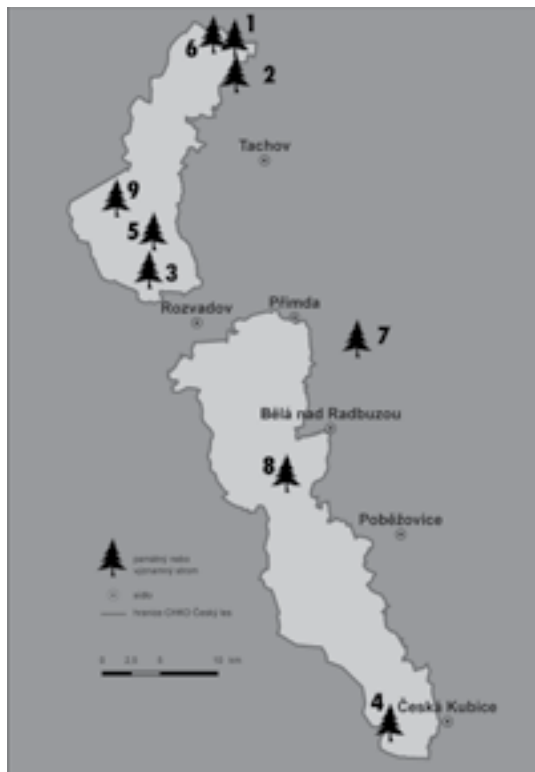 1
6
2
Tachov
9
5
3
Rozvadov
Přimda
7
Bělá nad Radbuzou
8
Poběžovice
památný nebo
významný strom
sídlo
hranice CHKO Český les
0 2,5 5 10 km
4
Česká Kubice